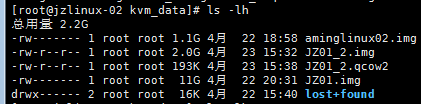 [root@jzlinux-02 kvm_data]# ls -lh
总用量 2.2G
-rw------- 1 root root 1.1G 4月  22 18:58 aminglinux02.img
-rw-r--r-- 1 root root 2.0G 4月  23 15:32 JZ01_2.img
-rw-r--r-- 1 root root 193K 4月  23 15:38 JZ01_2.qcow2
-rw------- 1 root root  11G 4月  22 20:31 JZ01.img
drwx------ 2 root root  16K 4月  22 15:40 lost+found